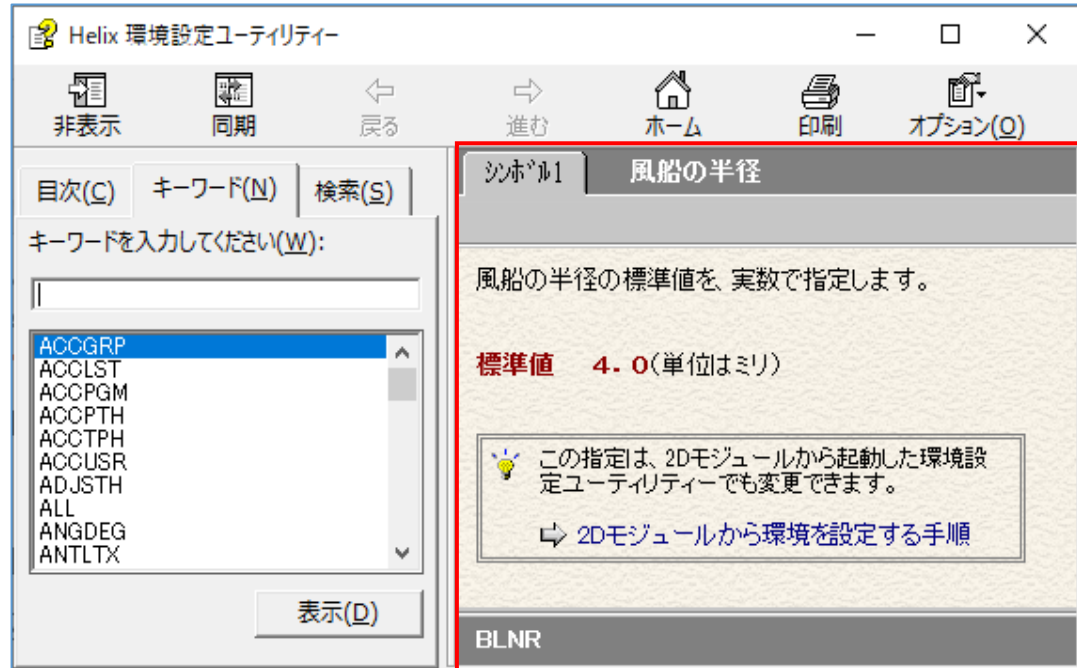 Helix 環境設定ユーティリティー
非表示 同期 戻る 進む ホーム 印刷 オプション(O)
目次(C) キーワード(N) 検索(S)
キーワードを入力してください(W):
ACCGRP
ACCLST
ACCPGM
ACCPTH
ACCTPH
ACCUSR
ADJSTH
ALL
ANGDEG
ANTLTX
表示(D)
シンボル1 風船の半径
風船の半径の標準値を、実数で指定します。
標準値 4.0(単位はミリ)
この指定は、2Dモジュールから起動した環境設
定ユーティリティーでも変更できます。
⇨ 2Dモジュールから環境を設定する手順
BLNR